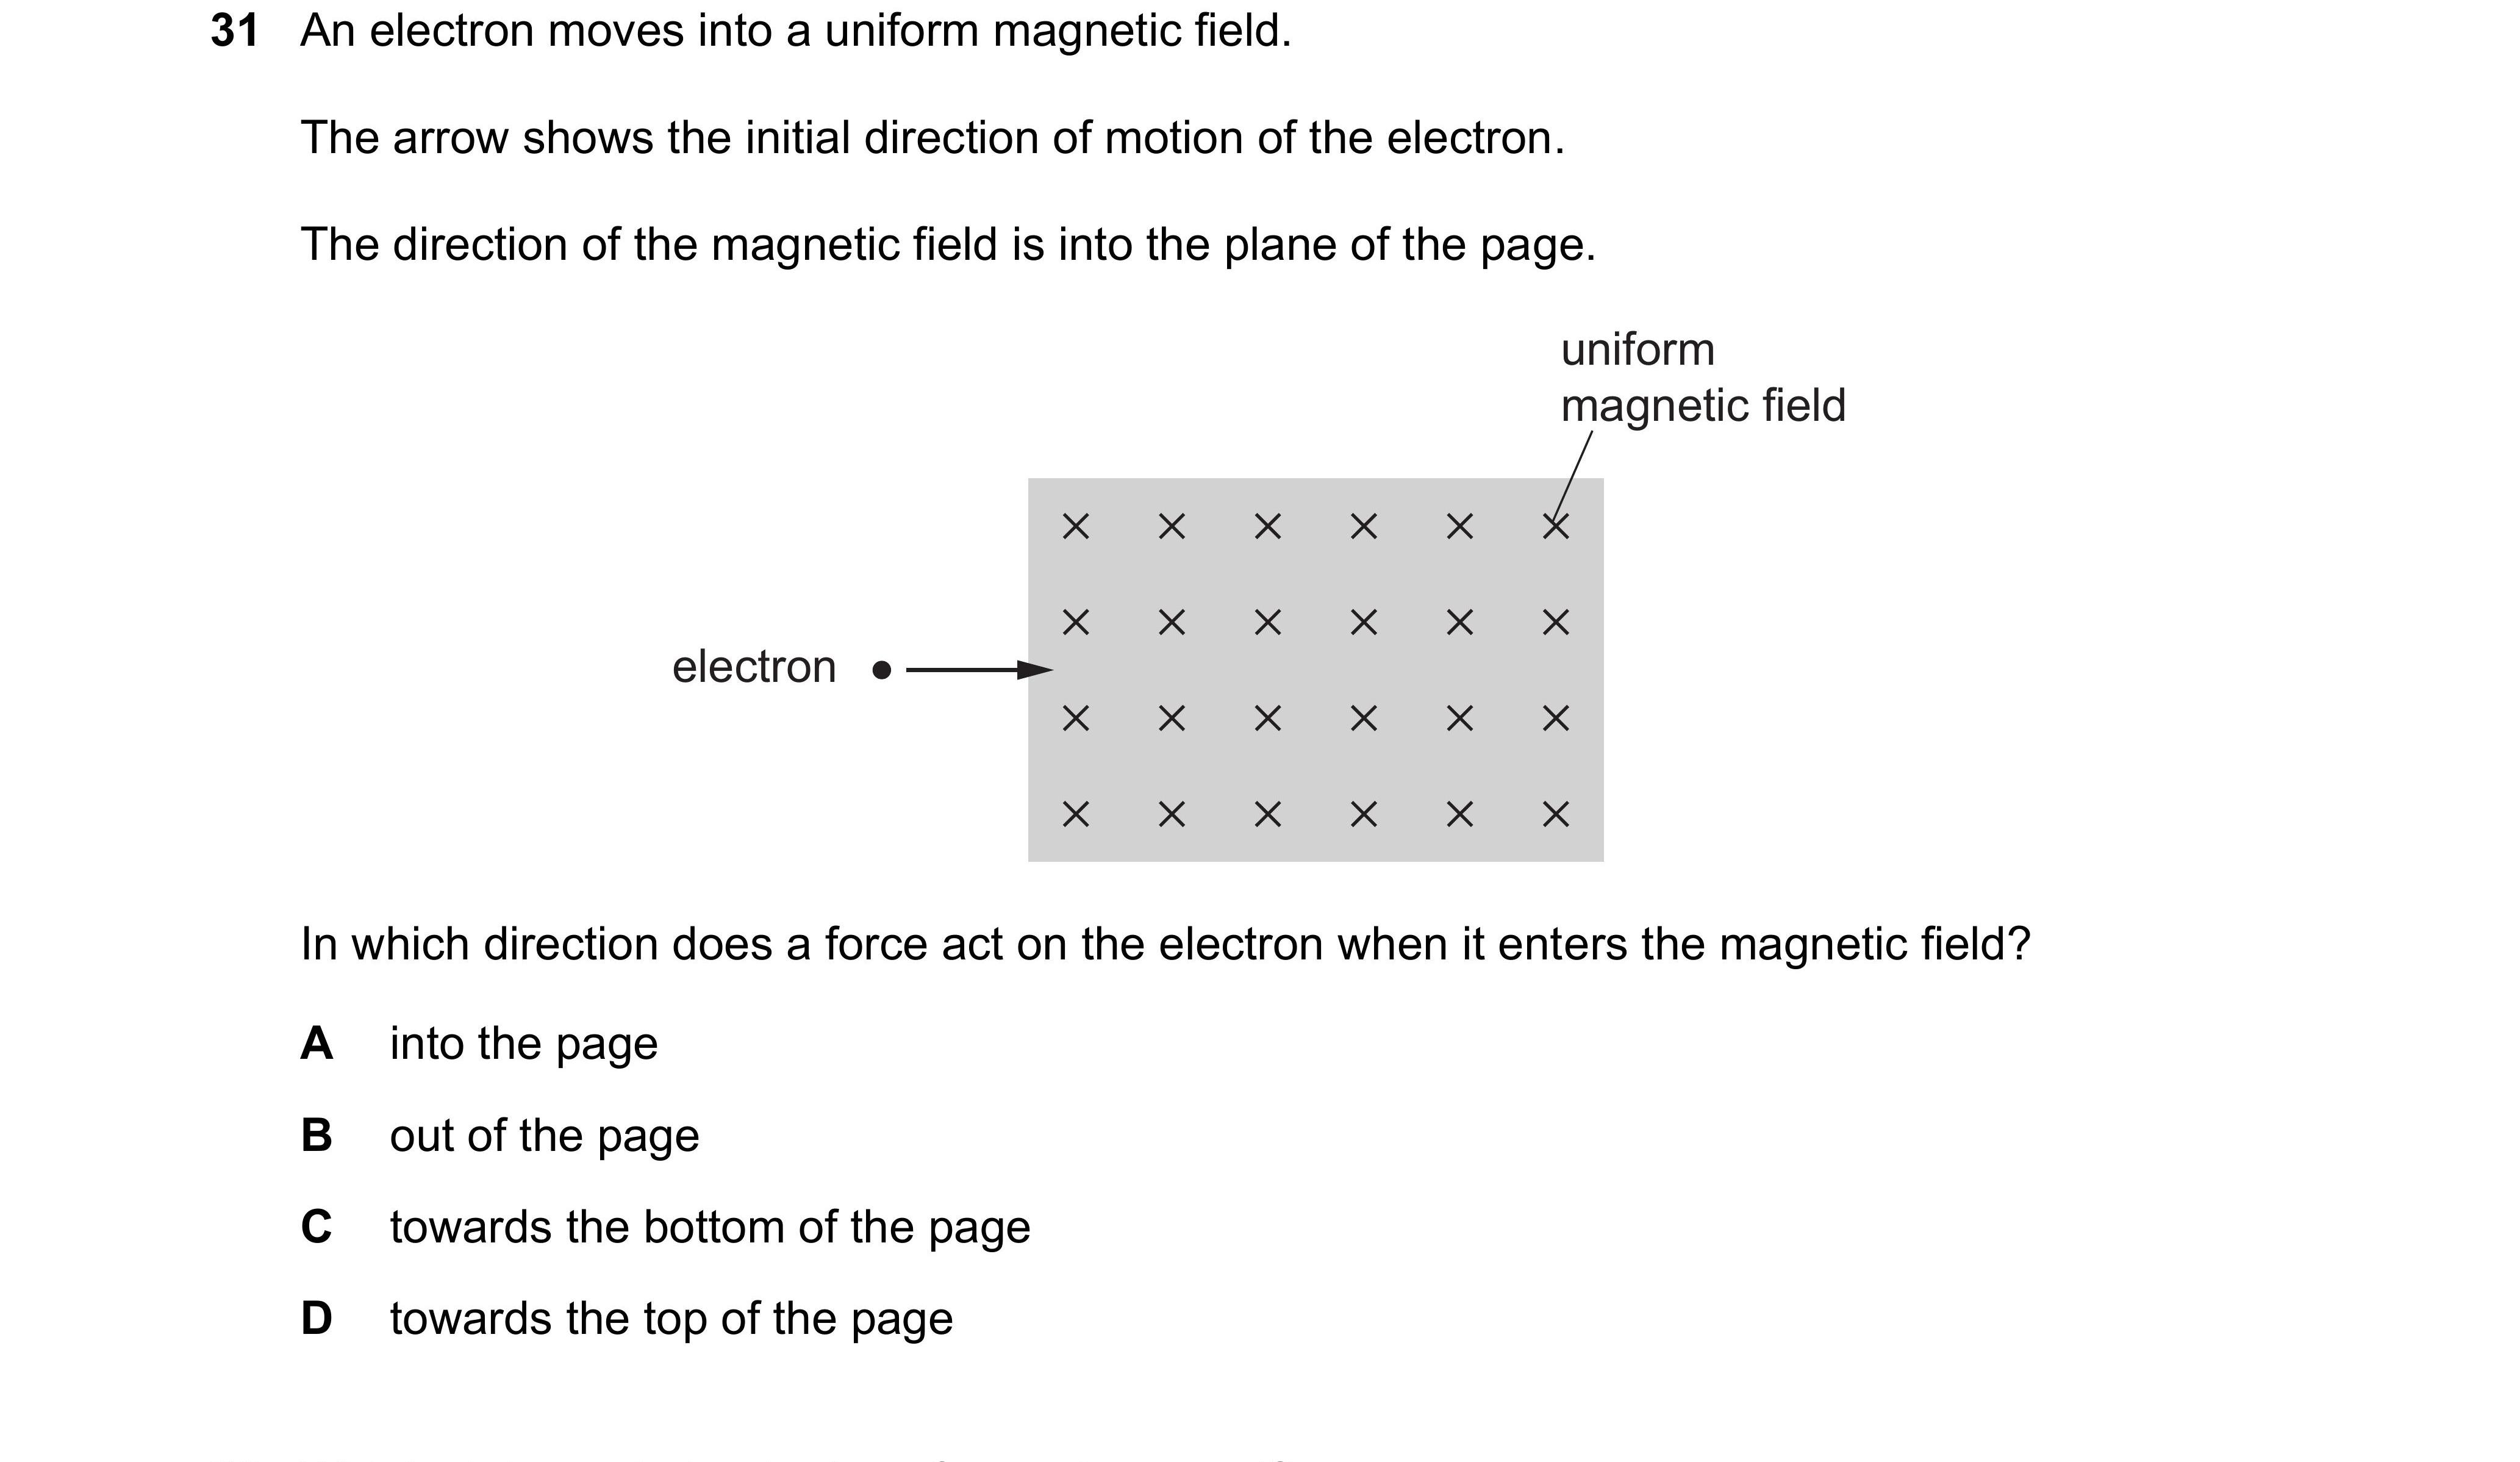 31 An electron moves into a uniform magnetic field.
The arrow shows the initial direction of motion of the electron.
The direction of the magnetic field is into the plane of the page.
uniform
magnetic field
electron
In which direction does a force act on the electron when it enters the magnetic field?
A into the page
B out of the page
C towards the bottom of the page
D towards the top of the page